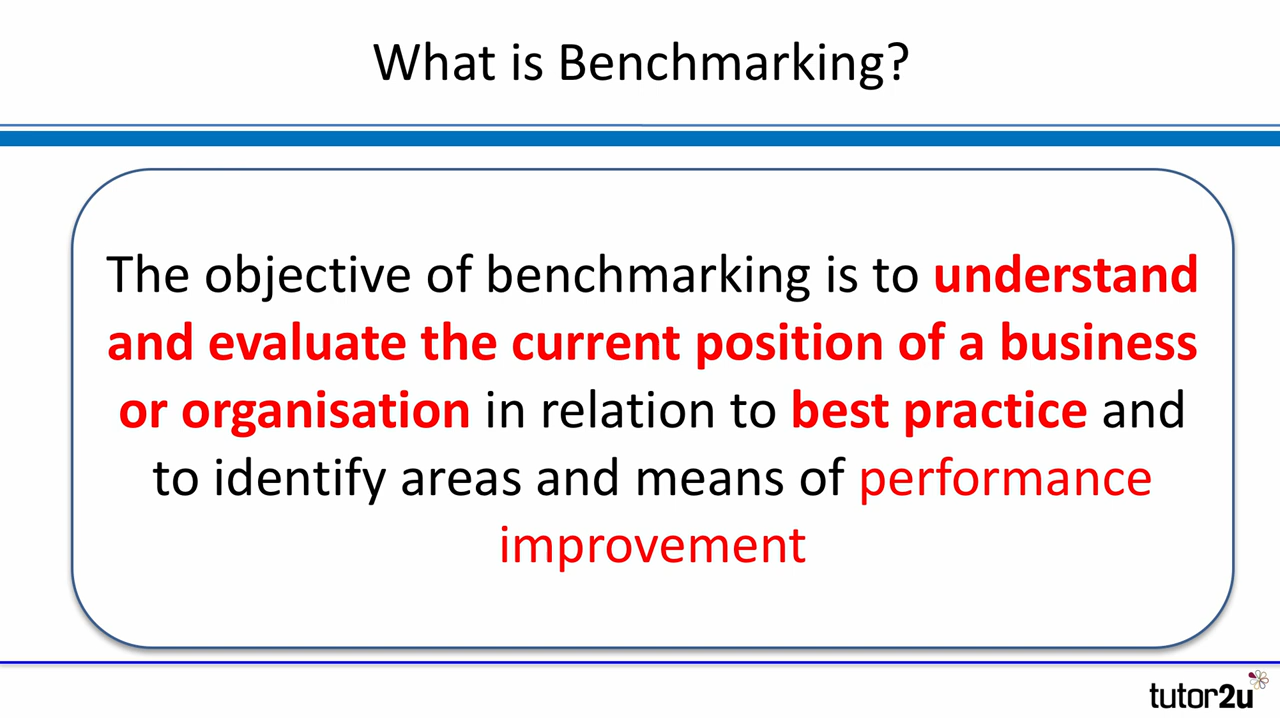 What is Benchmarking?
The objective of benchmarking is to understand
and evaluate the current position of a business
or organisation in relation to best practice and
to identify areas and means of performance
improvement
tutor2u